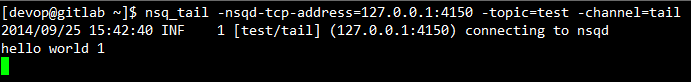 [devop@gitlab ~]$ nsq_tail -nsqd-tcp-address=127.0.0.1:4150 -topic=test -channel=tail
2014/09/25 15:42:40 INF    1 [test/tail] (127.0.0.1:4150) connecting to nsqd
hello world 1